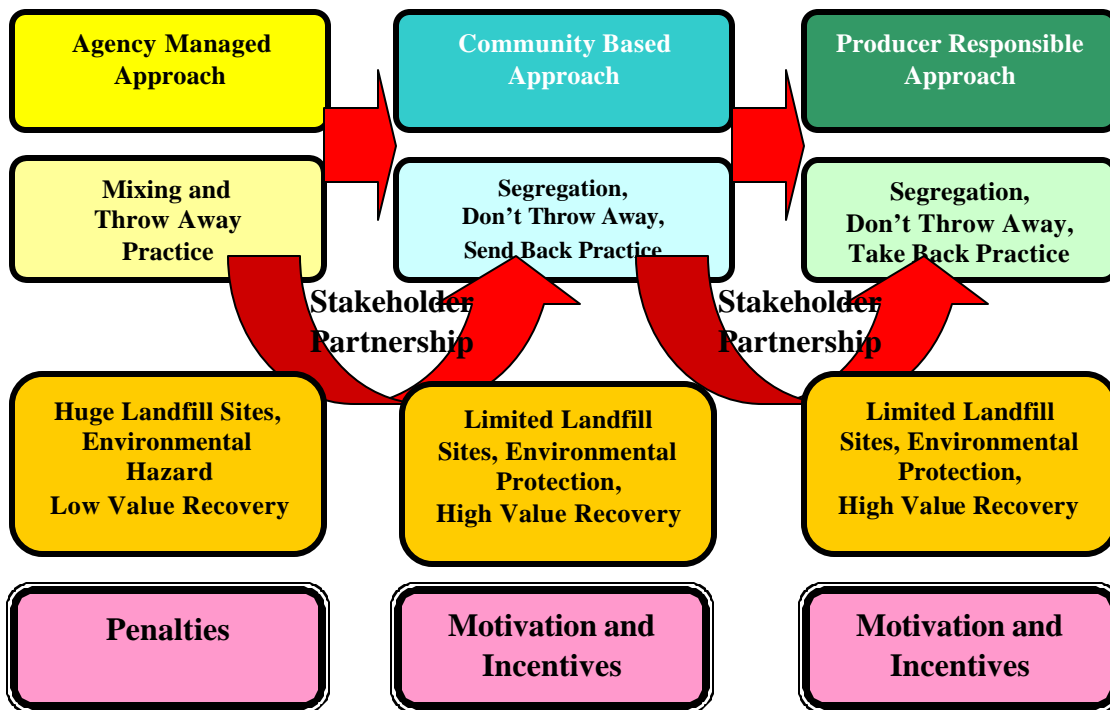 Agency Managed
Approach
Community Based
Approach
Producer Responsible
Approach
Mixing and
Throw Away
Practice
Segregation,
Don't Throw Away,
Send Back Practice
Segregation,
Don't Throw Away,
Take Back Practice
Stakeholder
Partnership
Stakeholder
Partnership
Huge Landfill Sites,
Environmental
Hazard
Low Value Recovery
Limited Landfill
Sites, Environmental
Protection,
High Value Recovery
Limited Landfill
Sites, Environmental
Protection,
High Value Recovery
Penalties
Motivation and
Incentives
Motivation and
Incentives